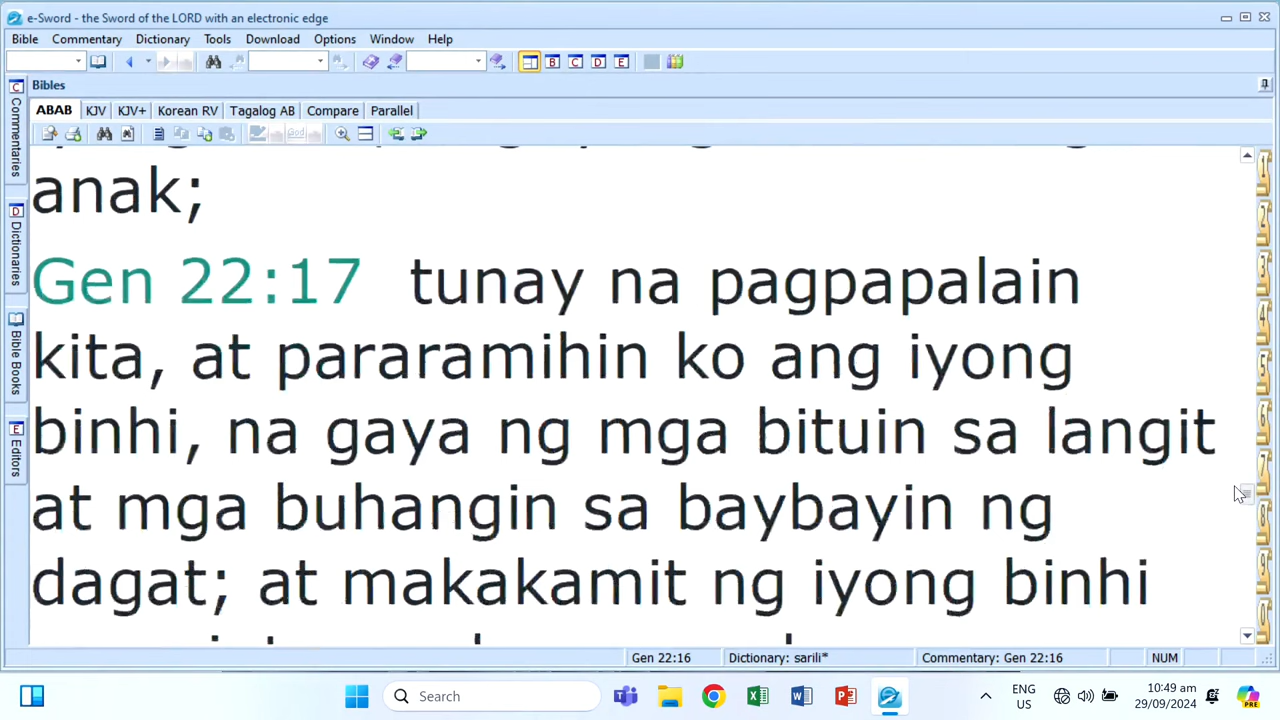 e-Sword - the Sword of the LORD with an electronic edge
Bible Commentary Dictionary Tools Download Options Window Help
Bibles
ABAB KJV KJV+ Korean RV Tagalog AB Compare Parallel
Commentaries
Dictionaries
Bible Books
Editors
anak;
Gen 22:17 tunay na pagpapalain
kita, at pararamihin ko ang iyong
binhi, na gaya ng mga bituin sa langit
at mga buhangin sa baybayin ng
dagat; at makakamit ng iyong binhi
Gen 22:16 Dictionary: sarili* Commentary: Gen 22:16 NUM
Search
ENG
US
10:49 am
29/09/2024
PRE